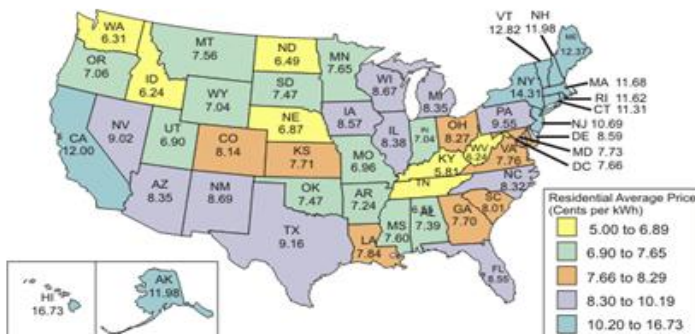 VT
12.82
NH
11.98
WA
6.31
MT
7.56
ND
6.49
MN
7.65
ME
12.37
OR
7.06
ID
6.24
WY
7.04
SD
7.47
WI
8.67
MI
8.35
NY
14.31
MA 11.68
RI 11.62
CT 11.31
NJ 10.69
DE 8.59
MD 7.73
DC 7.66
NE
6.87
IA
8.57
IL
8.38
IN
7.04
OH
8.27
PA
9.55
CA
12.00
NV
9.02
UT
6.90
CO
8.14
KS
7.71
MO
6.96
KY
5.81
WV
6.24
VA
7.76
AZ
8.35
NM
8.69
OK
7.47
AR
7.24
TN
NC
8.32
SC
8.01
TX
9.16
LA
7.84
MS
7.60
AL
7.39
GA
7.70
FL
8.55
HI
16.73
AK
11.98
Residential Average Price
(Cents per kWh)
5.00 to 6.89
6.90 to 7.65
7.66 to 8.29
8.30 to 10.19
10.20 to 16.73